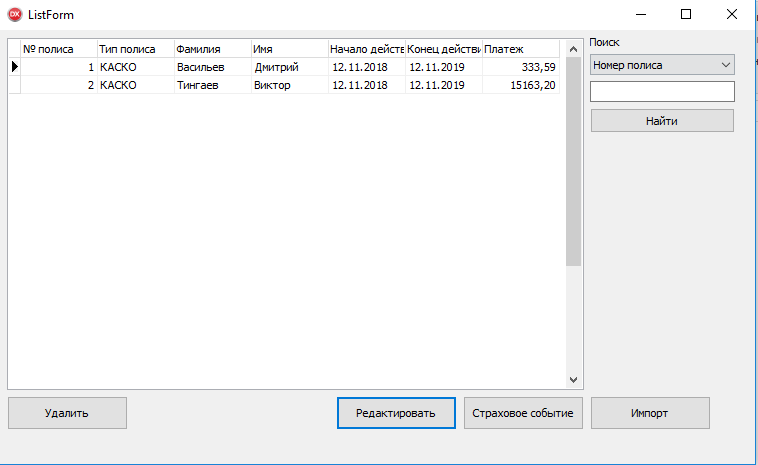 DX ListForm
№ полиса Тип полиса Фамилия Имя Начало действ Конец действи Платеж
1 КАСКО Васильев Дмитрий 12.11.2018 12.11.2019 333,59
2 КАСКО Тингаев Виктор 12.11.2018 12.11.2019 15163,20
Поиск
Номер полиса
Найти
Удалить Редактировать Страховое событие Импорт